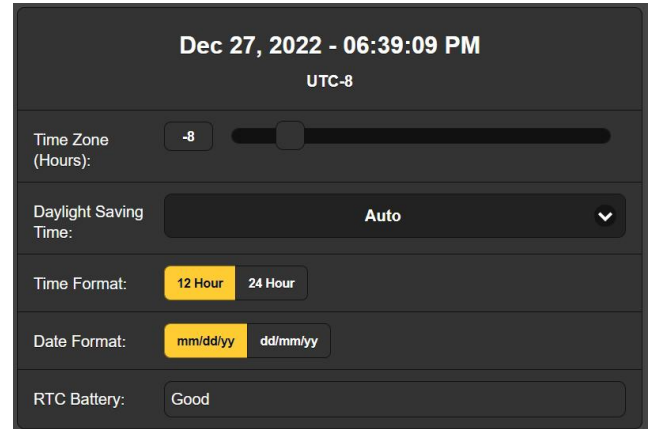 Dec 27, 2022 - 06:39:09 PM
UTC-8
Time Zone
(Hours):
-8
Daylight Saving
Time:
Auto
Time Format:
12 Hour
24 Hour
Date Format:
mm/dd/yy
dd/mm/yy
RTC Battery:
Good